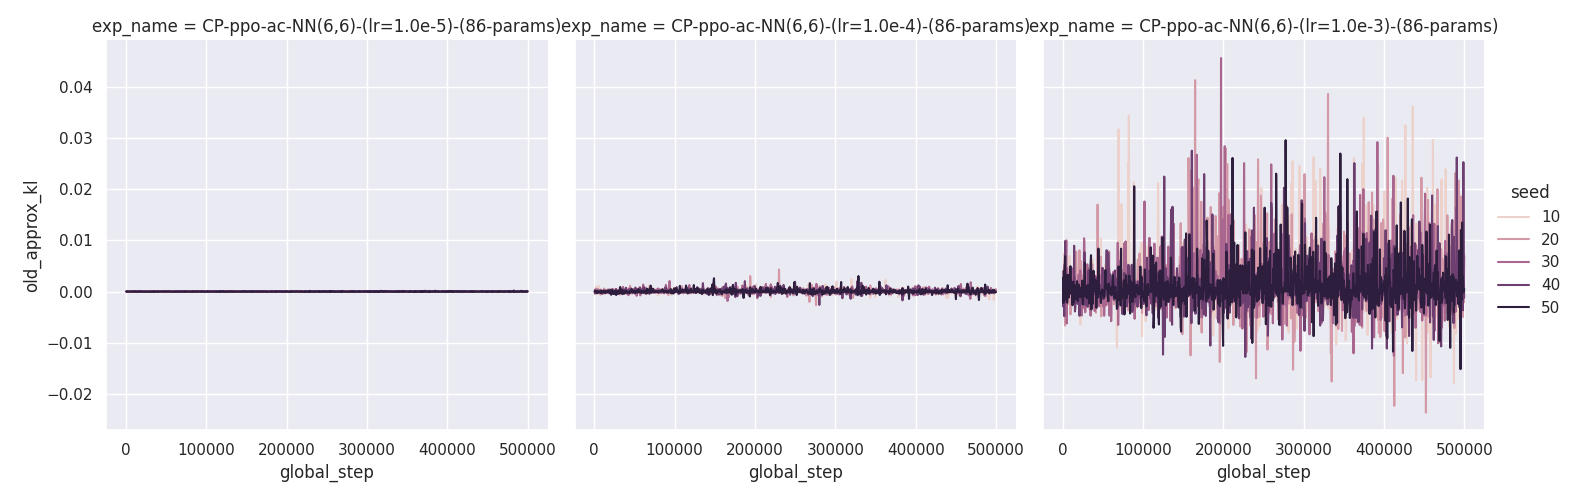 exp_name = CP-ppo-ac-NN(6,6)-(lr=1.0e-5)-(86-params)
exp_name = CP-ppo-ac-NN(6,6)-(lr=1.0e-4)-(86-params)
exp_name = CP-ppo-ac-NN(6,6)-(lr=1.0e-3)-(86-params)
old_approx_kl
0.04
0.03
0.02
0.01
0.00
−0.01
−0.02
0 100000 200000 300000 400000 500000
0 100000 200000 300000 400000 500000
0 100000 200000 300000 400000 500000
global_step
global_step
global_step
seed
10
20
30
40
50